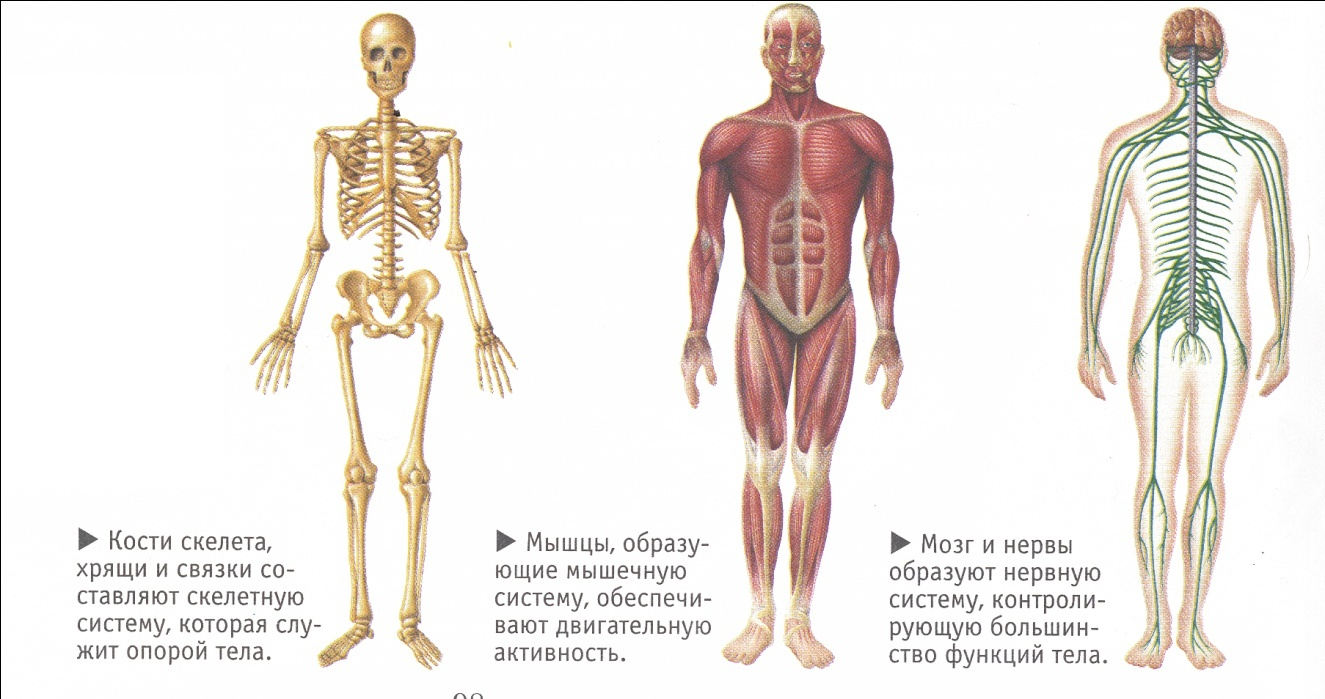 ▶ Кости скелета,
хрящи и связки со-
ставляют скелетную
систему, которая слу-
жит опорой тела.
▶ Мышцы, образу-
ющие мышечную
систему, обеспечи-
вают двигательную
активность.
▶ Мозг и нервы
образуют нервную
систему, контроли-
рующую большин-
ство функций тела.